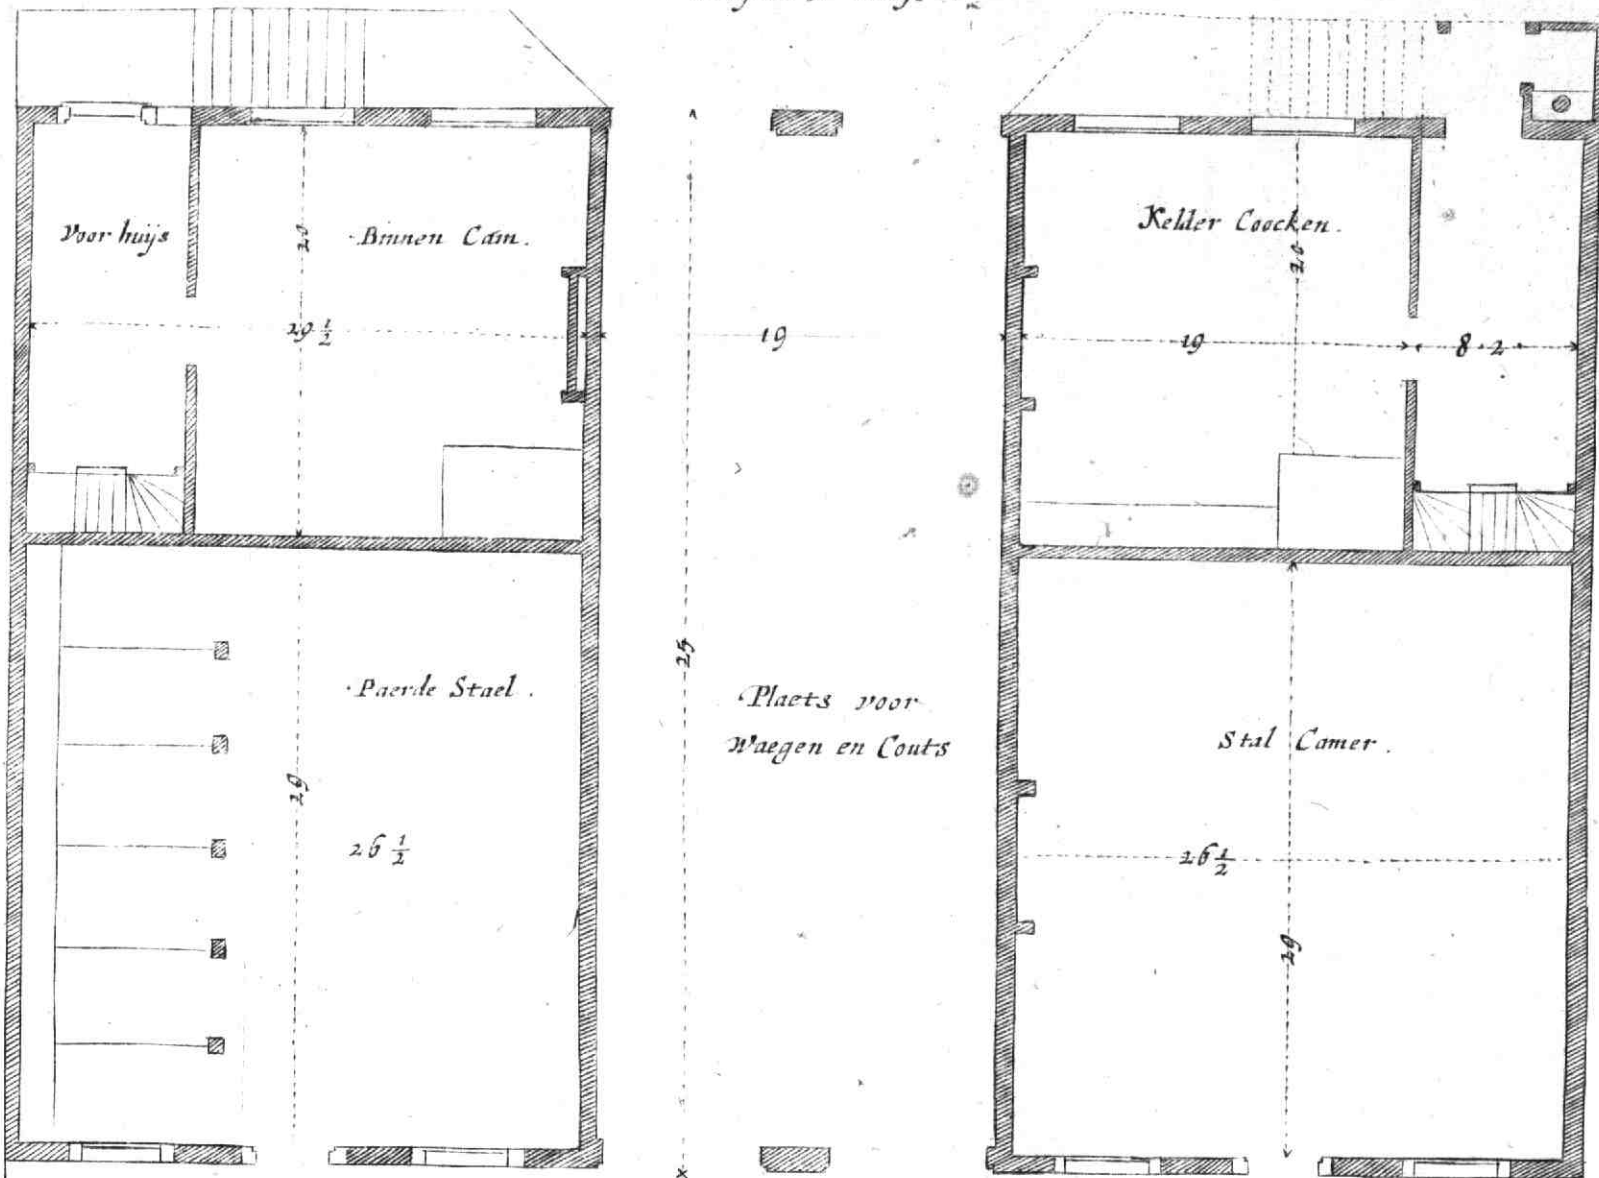 Voor huijs
20
Binnen Cam.
29 1/2
19
Kelder Coocken.
20
19
8.2
Paerde Stael.
29
26 1/2
25
Plaets voor
Waegen en Couts
Stal Camer.
26 1/2
29